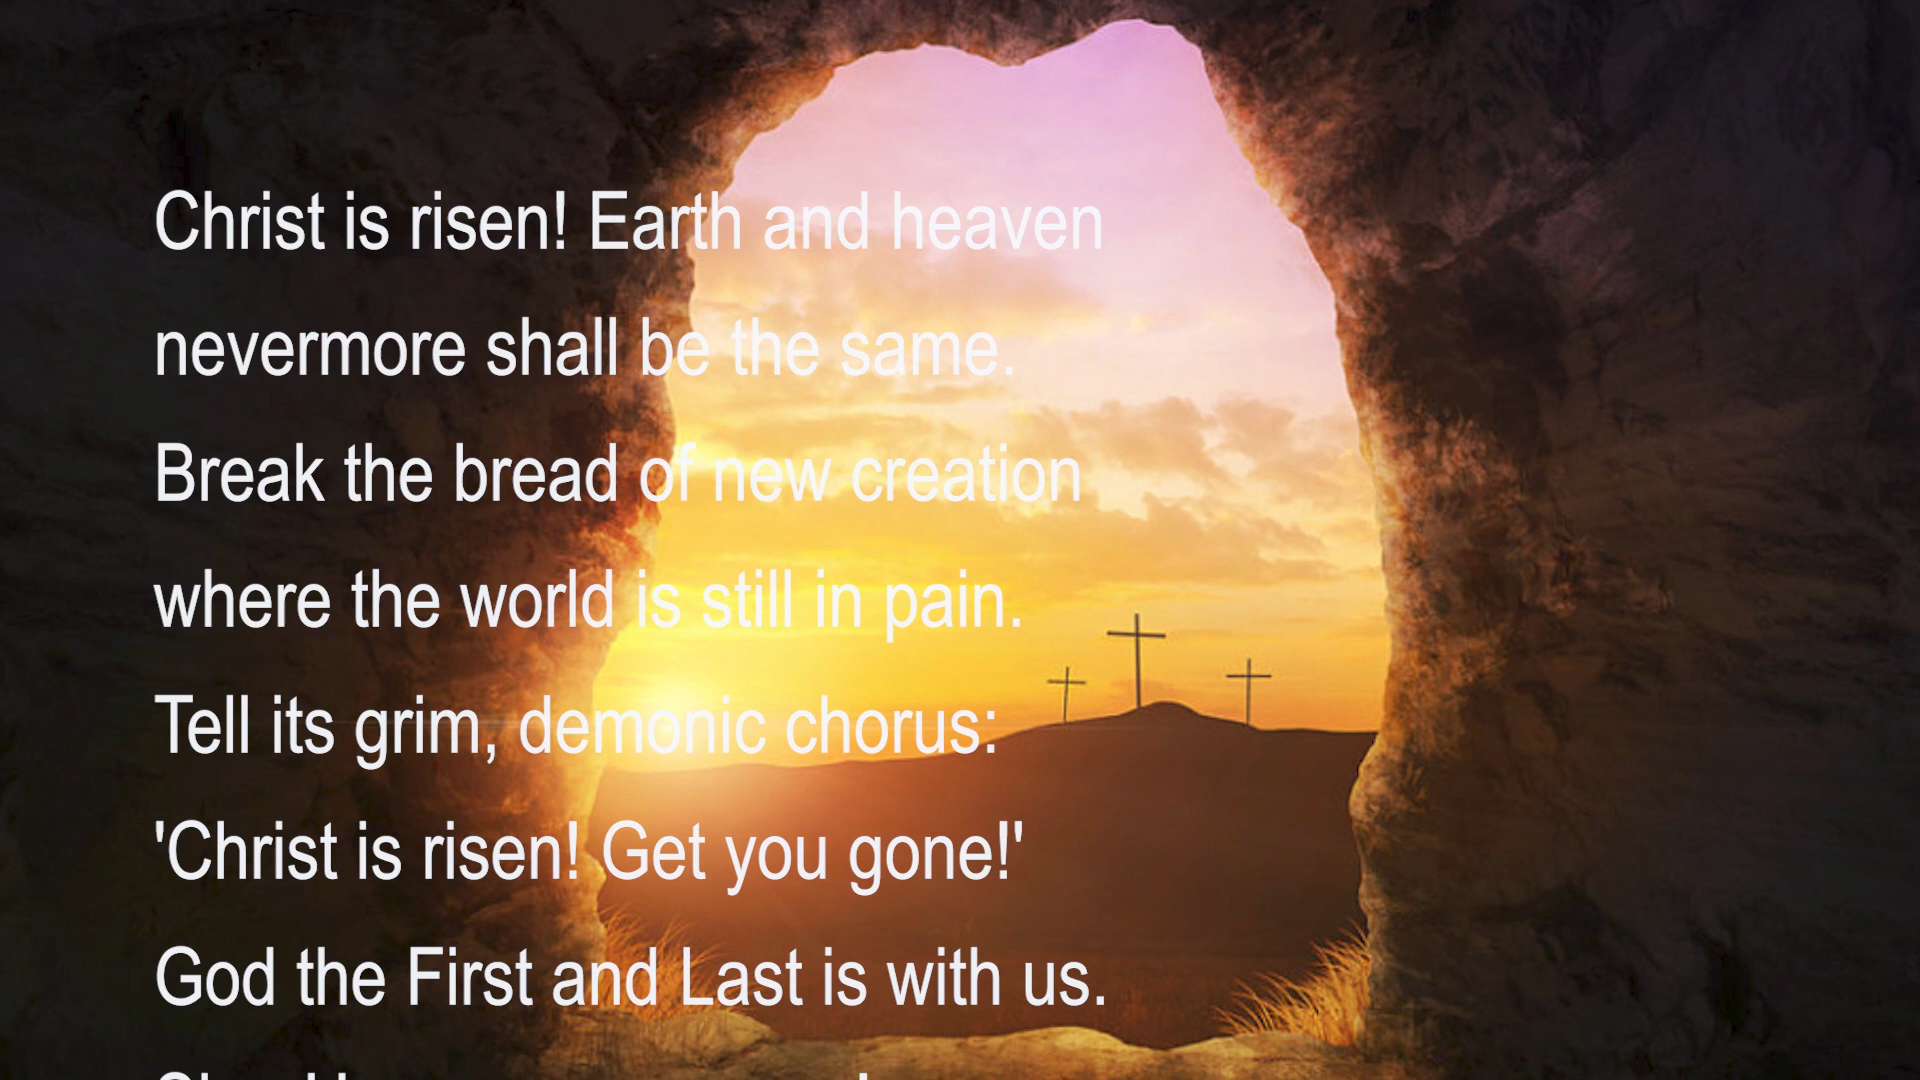 Christ is risen! Earth and heaven
nevermore shall be the same.
Break the bread of new creation
where the world is still in pain.
Tell its grim, demonic chorus:
'Christ is risen! Get you gone!'
God the First and Last is with us.